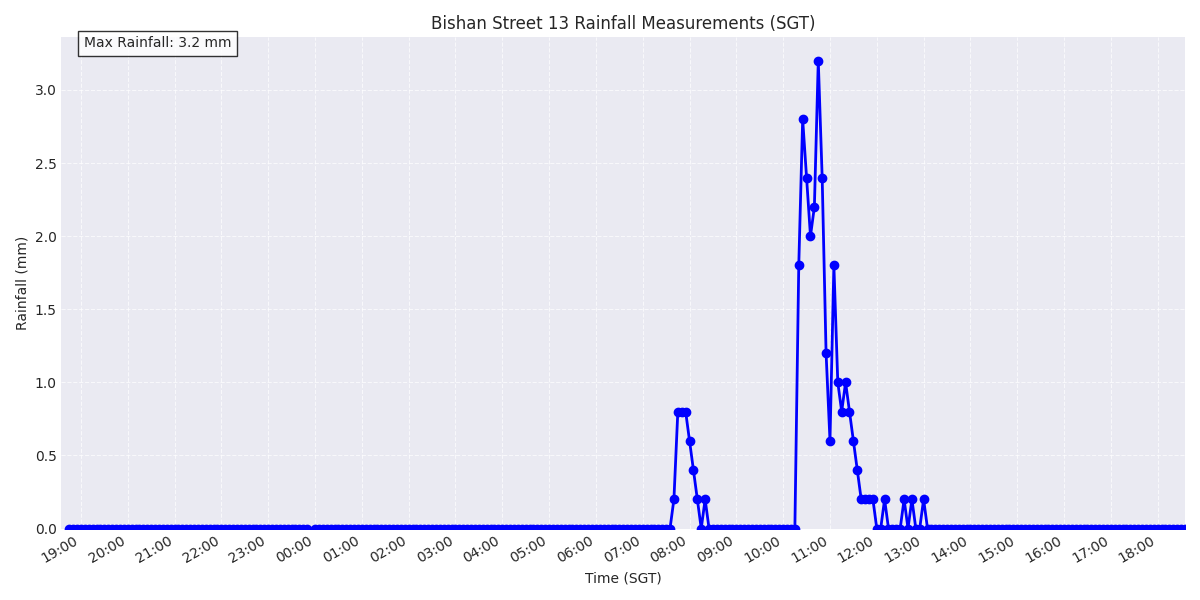 Bishan Street 13 Rainfall Measurements (SGT)
Max Rainfall: 3.2 mm
Rainfall (mm)
3.0
2.5
2.0
1.5
1.0
0.5
0.0
19:00 20:00 21:00 22:00 23:00 00:00 01:00 02:00 03:00 04:00 05:00 06:00 07:00 08:00 09:00 10:00 11:00 12:00 13:00 14:00 15:00 16:00 17:00 18:00
Time (SGT)